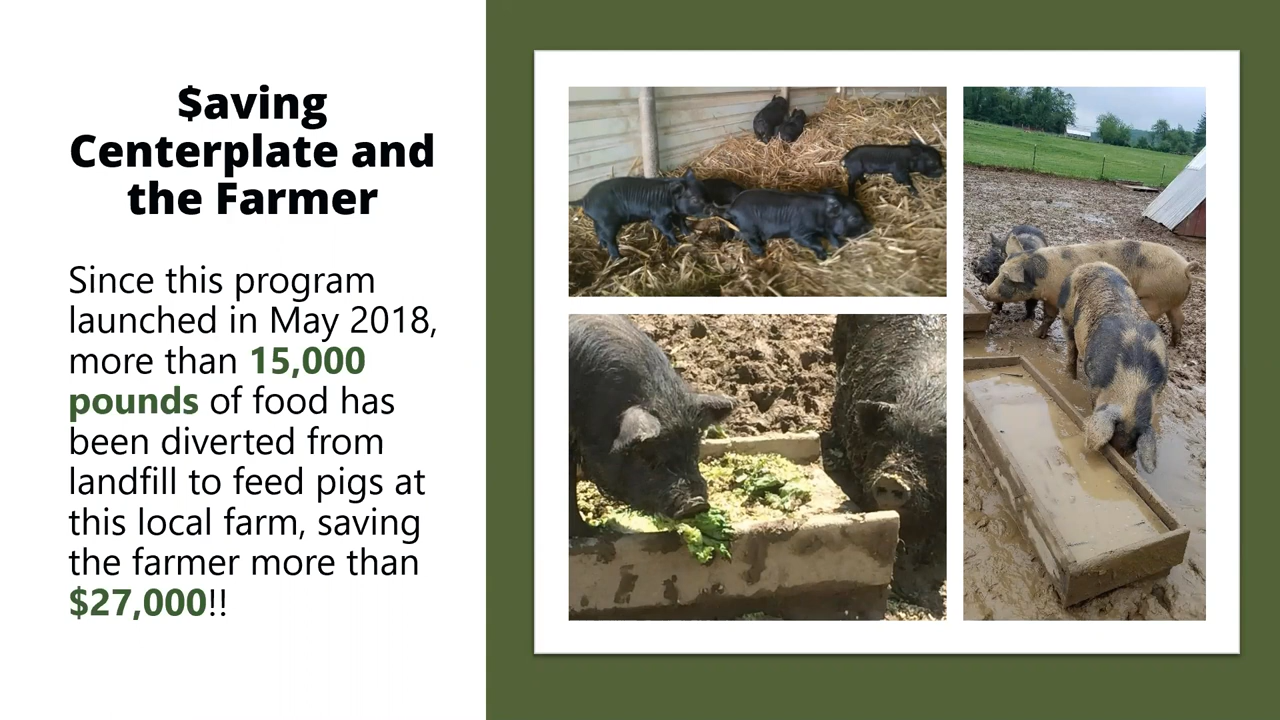 $aving
Centerplate and
the Farmer
Since this program
launched in May 2018,
more than 15,000
pounds of food has
been diverted from
landfill to feed pigs at
this local farm, saving
the farmer more than
$27,000!!